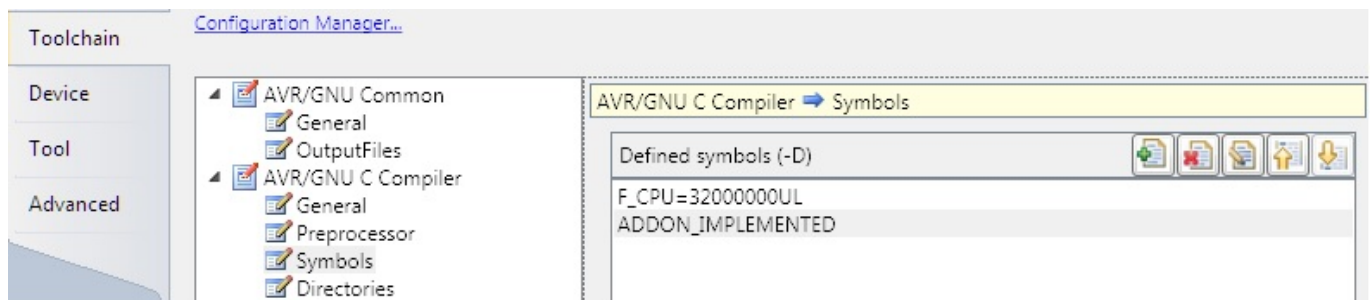 Configuration Manager...
Toolchain
Device
Tool
Advanced
AVR/GNU Common
General
OutputFiles
AVR/GNU C Compiler
General
Preprocessor
Symbols
Directories
AVR/GNU C Compiler ➡ Symbols
Defined symbols (-D)
F_CPU=32000000UL
ADDON_IMPLEMENTED